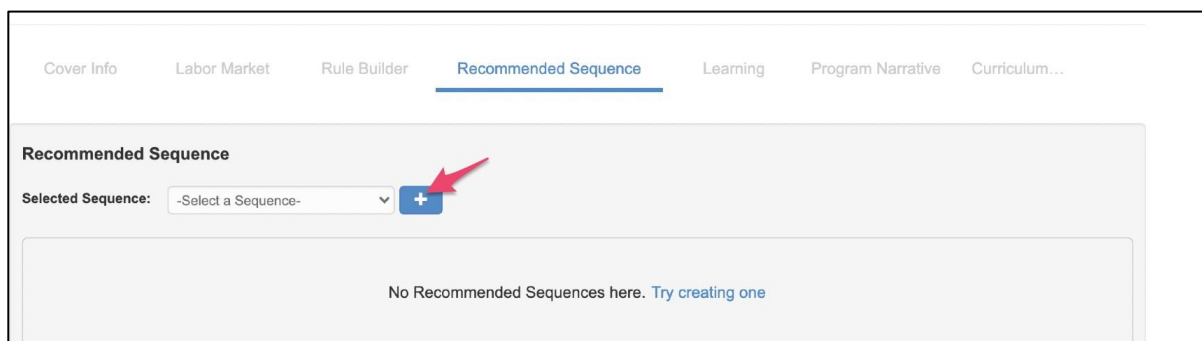 Cover Info Labor Market Rule Builder Recommended Sequence Learning Program Narrative Curriculum...
Recommended Sequence
Selected Sequence: -Select a Sequence- +
No Recommended Sequences here. Try creating one